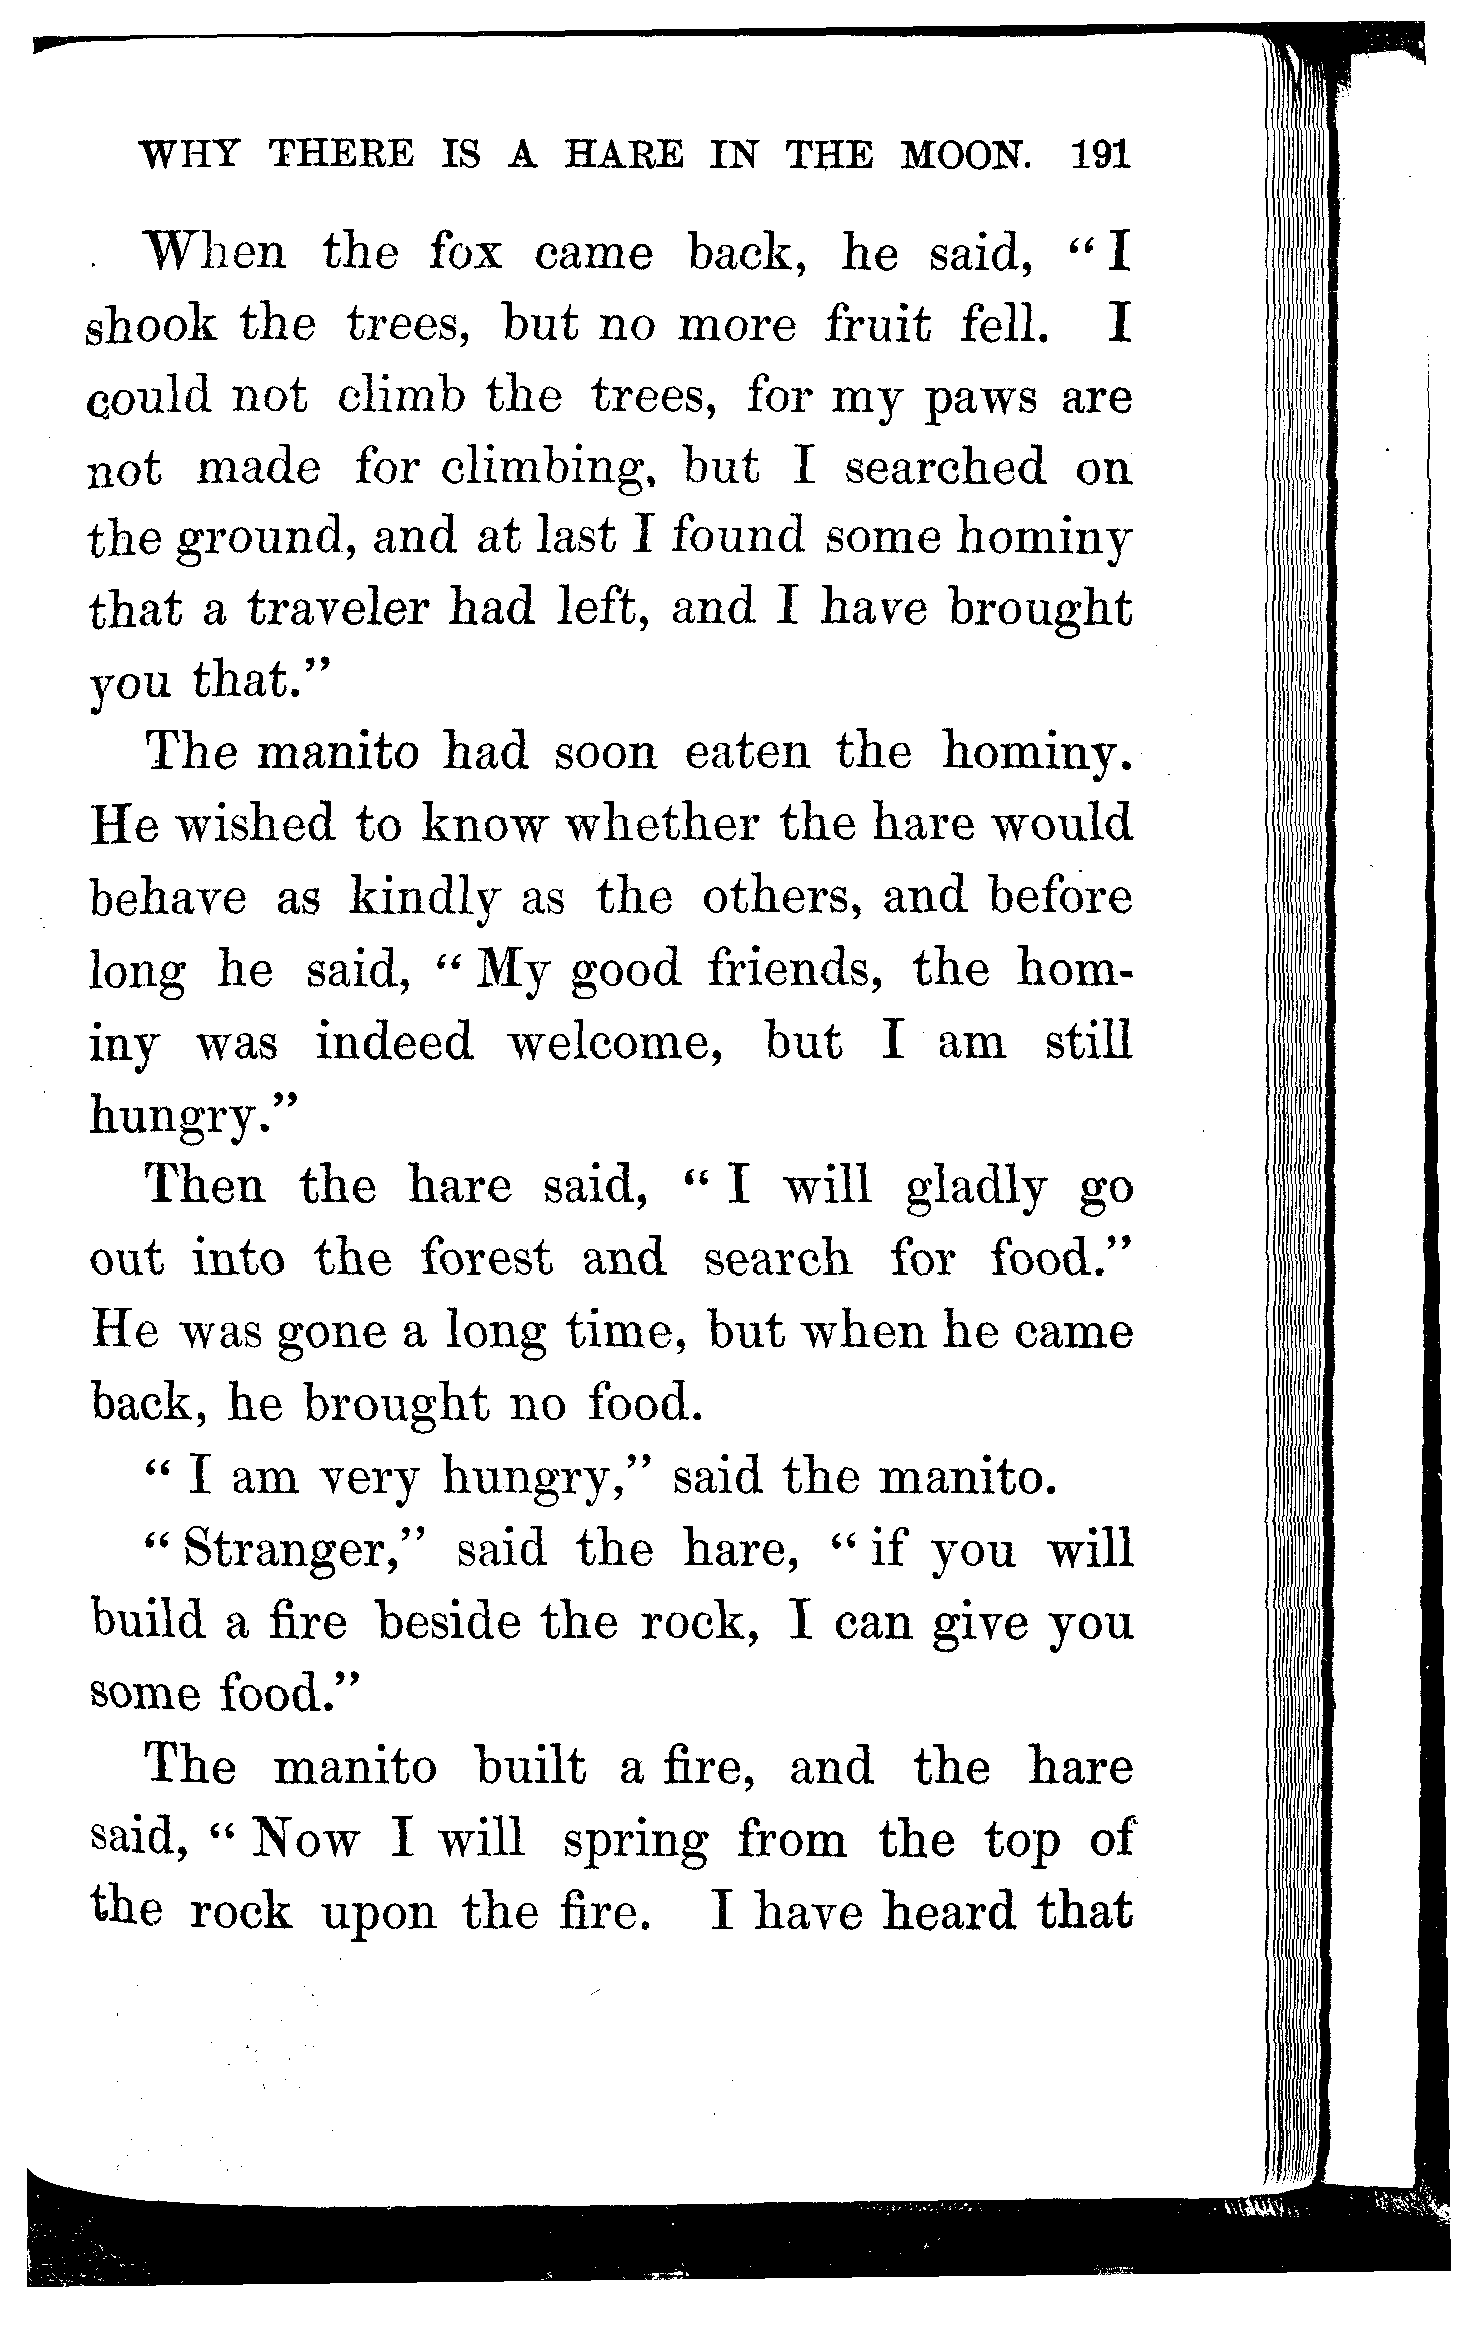 WHY THERE IS A HARE IN THE MOON. 191
When the fox came back, he said, "I
shook the trees, but no more fruit fell. I
could not climb the trees, for my paws are
not made for climbing, but I searched on
the ground, and at last I found some hominy
that a traveler had left, and I have brought
you that."
The manito had soon eaten the hominy.
He wished to know whether the hare would
behave as kindly as the others, and before
long he said, "My good friends, the hom-
iny was indeed welcome, but I am still
hungry."
Then the hare said, "I will gladly go
out into the forest and search for food."
He was gone a long time, but when he came
back, he brought no food.
"I am very hungry," said the manito.
"Stranger," said the hare, "if you will
build a fire beside the rock, I can give you
some food."
The manito built a fire, and the hare
said, "Now I will spring from the top of
the rock upon the fire. I have heard that